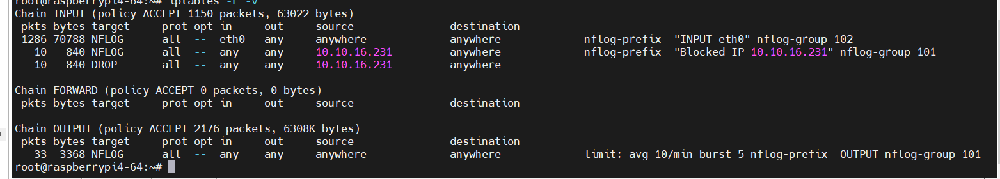 root@raspberrypi4-64:~# iptables -L -v
Chain INPUT (policy ACCEPT 1150 packets, 63022 bytes)
 pkts bytes target     prot opt in     out     source               destination
 1286 70788 NFLOG      all  --  eth0   any     anywhere             anywhere             nflog-prefix  "INPUT eth0" nflog-group 102
   10   840 NFLOG      all  --  any    any     10.10.16.231         anywhere             nflog-prefix  "Blocked IP 10.10.16.231" nflog-group 101
   10   840 DROP       all  --  any    any     10.10.16.231         anywhere
Chain FORWARD (policy ACCEPT 0 packets, 0 bytes)
 pkts bytes target     prot opt in     out     source               destination
Chain OUTPUT (policy ACCEPT 2176 packets, 6308K bytes)
 pkts bytes target     prot opt in     out     source               destination
   33  3368 NFLOG      all  --  any    any     anywhere             anywhere             limit: avg 10/min burst 5 nflog-prefix  OUTPUT nflog-group 101
root@raspberrypi4-64:~#